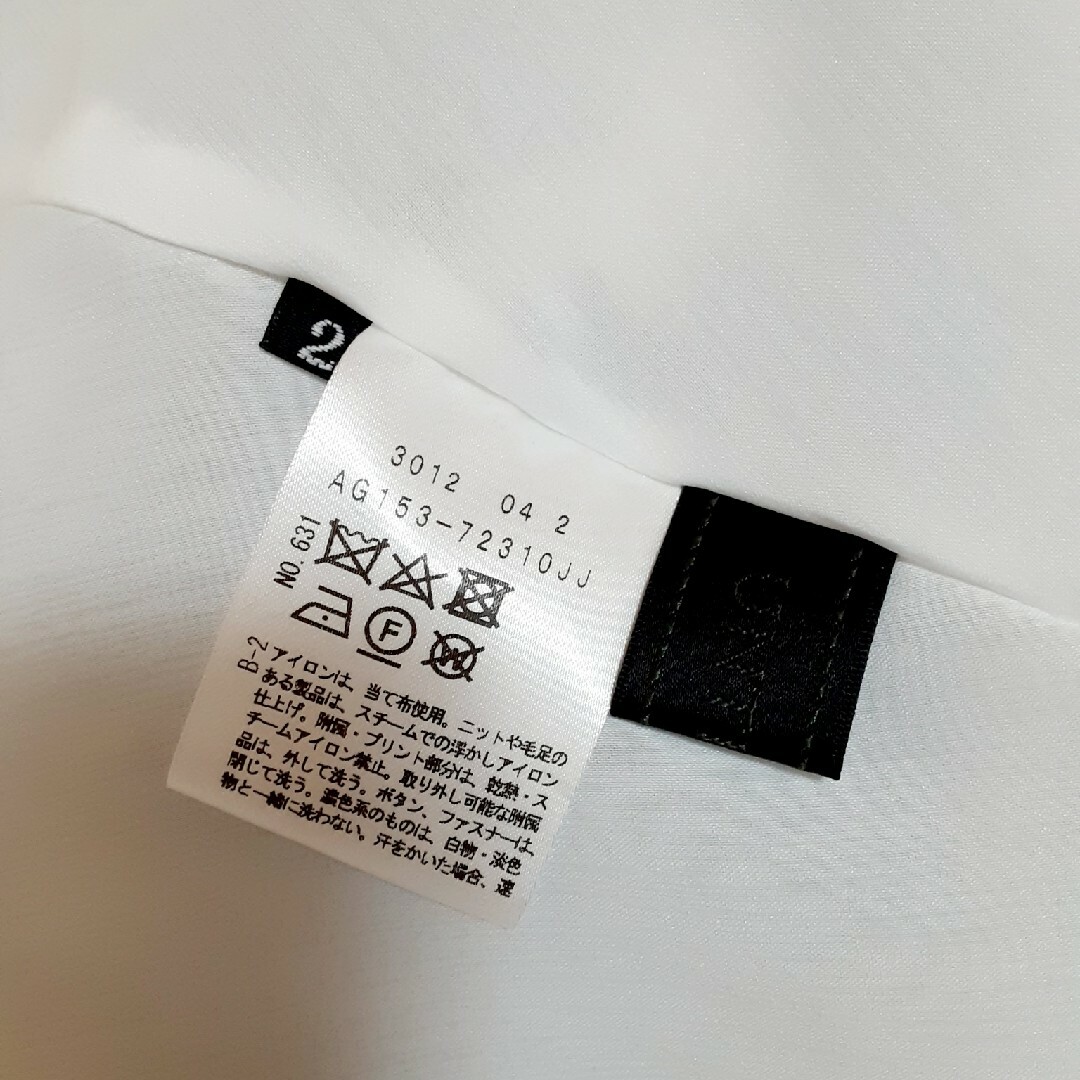 2
3012 04 2
AG153-72310JJ
NO.631
F
W
B-2
アイロンは、当て布使用。ニットや毛足の
ある製品は、スチームでの浮かしアイロン
仕上げ。附属・プリント部分は、乾熱・ス
チームアイロン禁止。取り外し可能な附属
品は、外して洗う。ボタン、ファスナーは、
閉じて洗う。濃色系のものは、白物・淡色
物と一緒に洗わない。汗をかいた場合、速